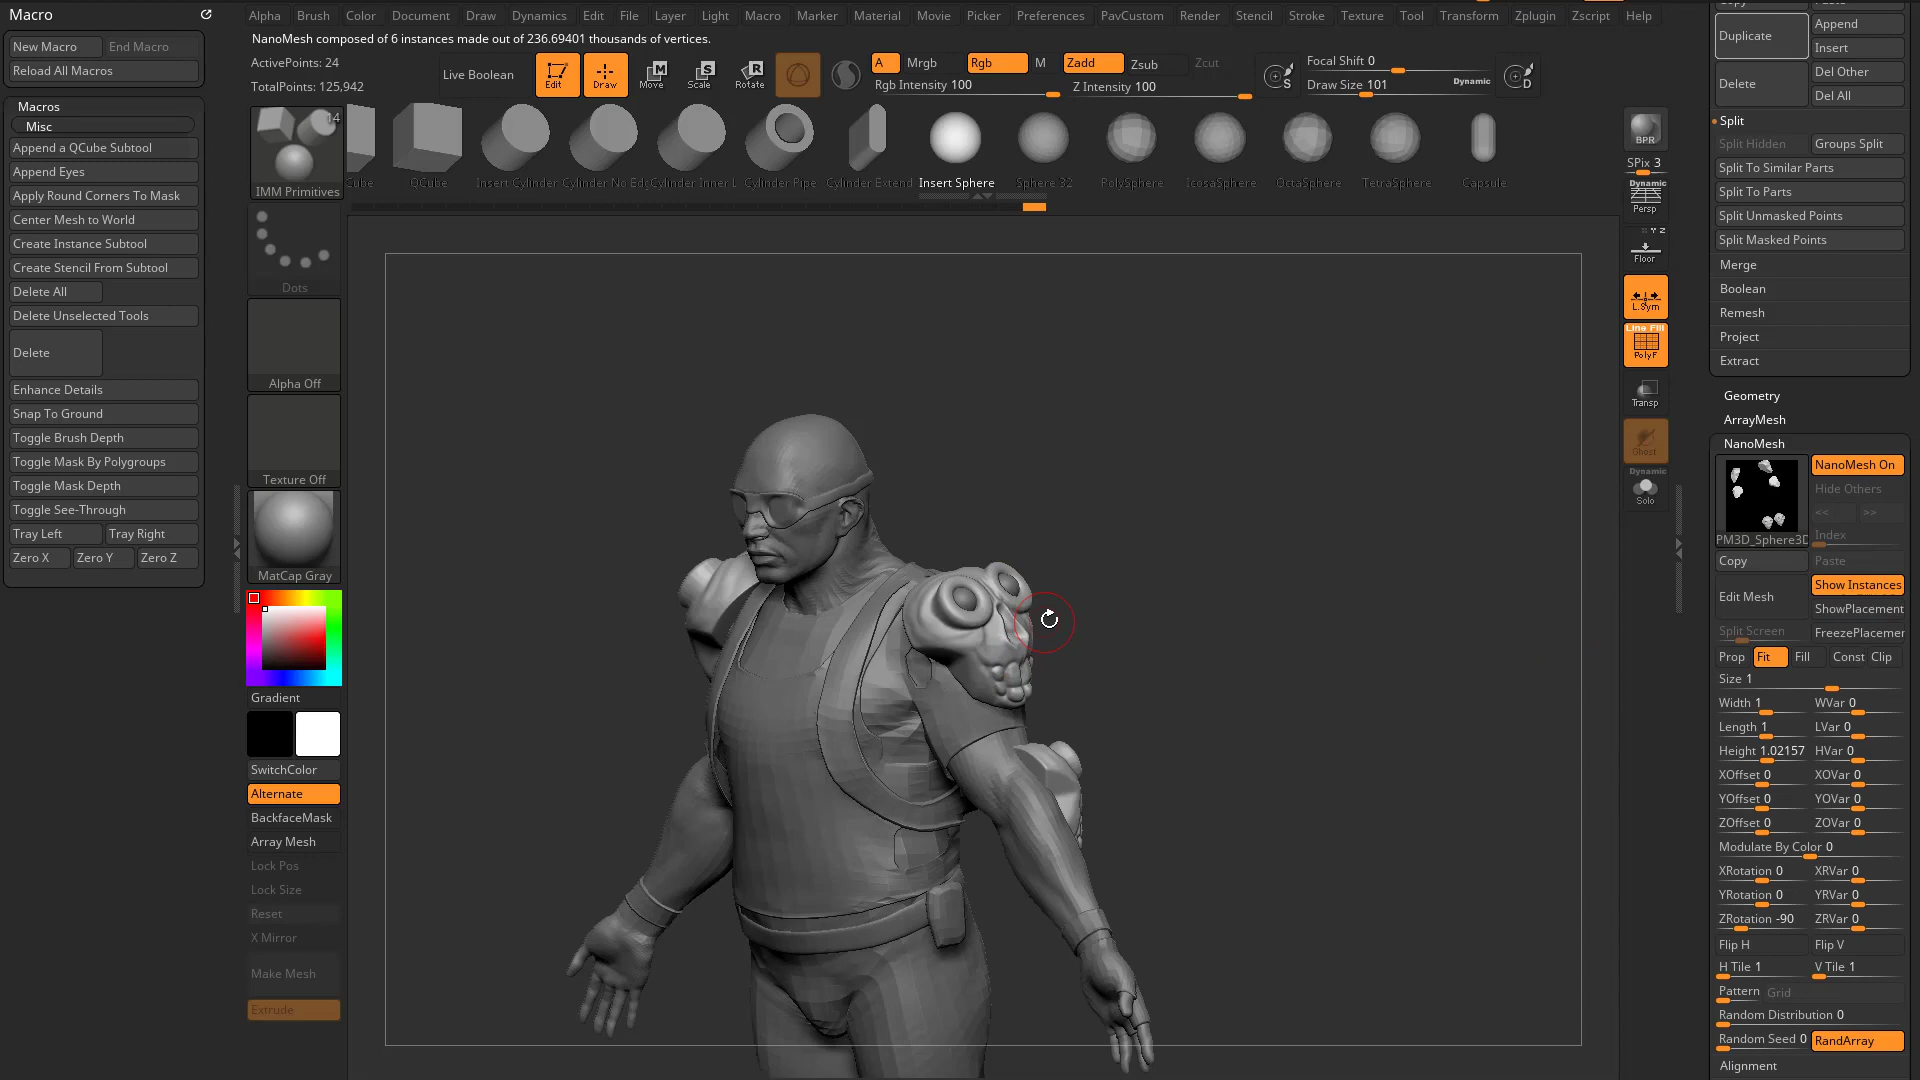 Macro
New Macro
End Macro
Reload All Macros
Macros
Misc
Append a QCube Subtool
Append Eyes
Apply Round Corners To Mask
Center Mesh to World
Create Instance Subtool
Create Stencil From Subtool
Delete All
Delete Unselected Tools
Delete
Enhance Details
Snap To Ground
Toggle Brush Depth
Toggle Mask By Polygroups
Toggle Mask Depth
Toggle See-Through
Tray Left
Tray Right
Zero X
Zero Y
Zero Z
Alpha Brush Color Document Draw Dynamics Edit File Layer Light Macro Marker Material Movie Picker Preferences PavCustom Render Stencil Stroke Texture Tool Transform Zplugin Zscript Help
NanoMesh composed of 6 instances made out of 236.69401 thousands of vertices.
ActivePoints: 24
TotalPoints: 125,942
Live Boolean
Edit
Draw
Move
Scale
Rotate
A
Mrgb
Rgb
M
Rgb Intensity 100
Zadd
Zsub
Zcut
Z Intensity 100
S
Focal Shift 0
Draw Size 101
Dynamic
D
14
IMM Primitives
Cube
QCube
Insert Cylinder
Cylinder No Edg
Cylinder Inner L
Cylinder Pipe
Cylinder Extend
Insert Sphere
Sphere 32
PolySphere
IcosaSphere
OctaSphere
TetraSphere
Capsule
Dots
Alpha Off
Texture Off
MatCap Gray
Gradient
SwitchColor
Alternate
BackfaceMask
Array Mesh
Lock Pos
Lock Size
Reset
X Mirror
Make Mesh
Extrude
BPR
SPix 3
Dynamic
Persp
X Y Z
Floor
L.Sym
Line Fill
PolyF
Transp
Ghost
Dynamic
Solo
Copy
Paste
Duplicate
Append
Insert
Delete
Del Other
Del All
Split
Split Hidden
Groups Split
Split To Similar Parts
Split To Parts
Split Unmasked Points
Split Masked Points
Merge
Boolean
Remesh
Project
Extract
Geometry
ArrayMesh
NanoMesh
PM3D_Sphere3D
NanoMesh On
Hide Others
<< >>
Index
Copy
Paste
Edit Mesh
Show Instances
ShowPlacement
Split Screen
FreezePlacemer
Prop Fit Fill Const Clip
Size 1
Width 1
WVar 0
Length 1
LVar 0
Height 1.02157
HVar 0
XOffset 0
XOVar 0
YOffset 0
YOVar 0
ZOffset 0
ZOVar 0
Modulate By Color 0
XRotation 0
XRVar 0
YRotation 0
YRVar 0
ZRotation -90
ZRVar 0
Flip H
Flip V
H Tile 1
V Tile 1
Pattern Grid
Random Distribution 0
Random Seed 0
RandArray
Alignment